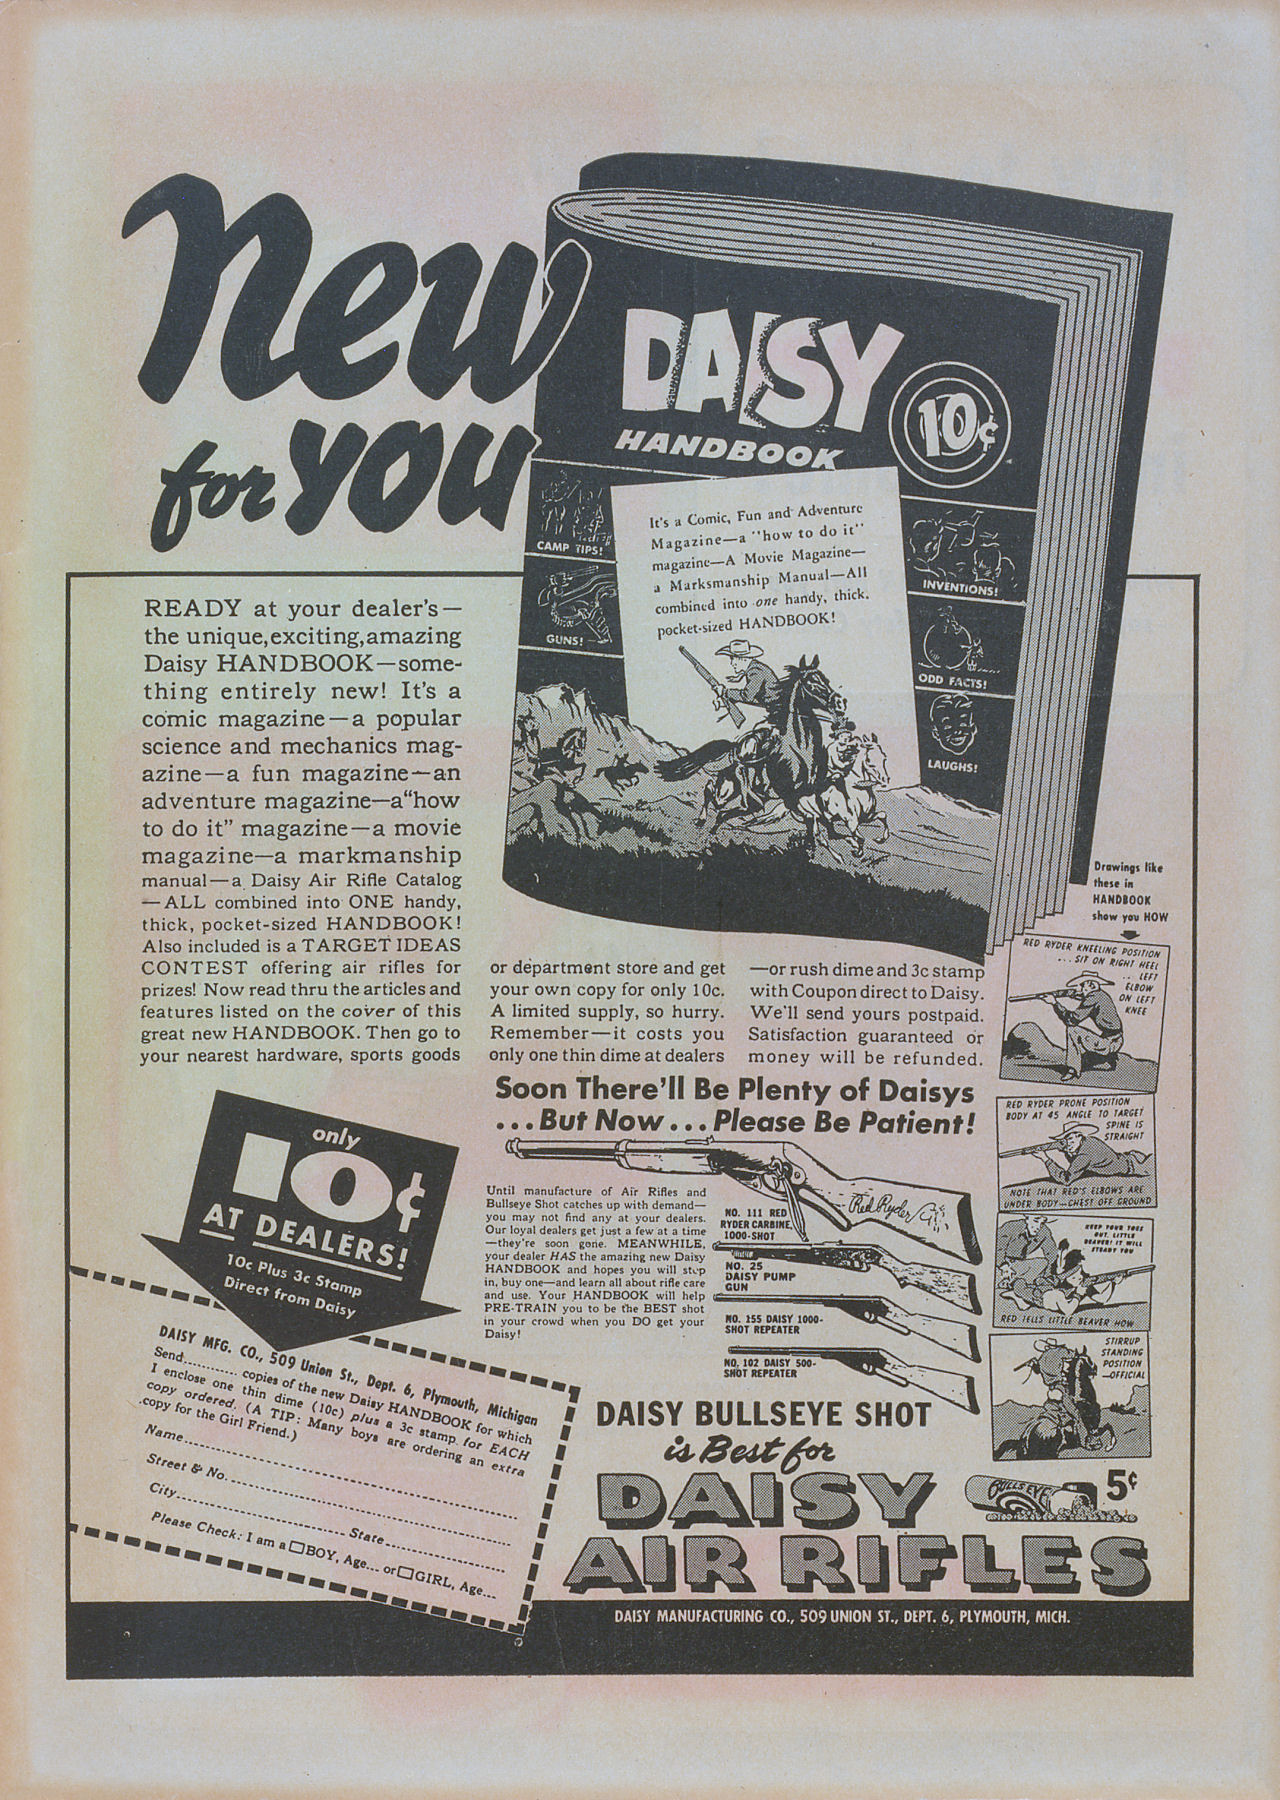 New
for YOU
DAISY
HANDBOOK
10¢
CAMP TIPS!
GUNS!
INVENTIONS!
ODD FACTS!
LAUGHS!
It's a Comic, Fun and Adventure
Magazine—a "how to do it"
magazine—A Movie Magazine—
a Marksmanship Manual—All
combined into one handy, thick,
pocket-sized HANDBOOK!
READY at your dealer's—
the unique, exciting, amazing
Daisy HANDBOOK—some-
thing entirely new! It's a
comic magazine—a popular
science and mechanics mag-
azine—a fun magazine—an
adventure magazine—a "how
to do it" magazine—a movie
magazine—a markmanship
manual—a Daisy Air Rifle Catalog
—ALL combined into ONE handy,
thick, pocket-sized HANDBOOK!
Also included is a TARGET IDEAS
CONTEST offering air rifles for
prizes! Now read thru the articles and
features listed on the cover of this
great new HANDBOOK. Then go to
your nearest hardware, sports goods
or department store and get
your own copy for only 10c.
A limited supply, so hurry.
Remember—it costs you
only one thin dime at dealers
—or rush dime and 3c stamp
with Coupon direct to Daisy.
We'll send yours postpaid.
Satisfaction guaranteed or
money will be refunded.
Drawings like
these in
HANDBOOK
show you HOW
RED RYDER KNEELING POSITION
...SIT ON RIGHT HEEL
.. LEFT
ELBOW
ON LEFT
KNEE
RED RYDER PRONE POSITION
BODY AT 45 ANGLE TO TARGET
SPINE IS
STRAIGHT
NOTE THAT RED'S ELBOWS ARE
UNDER BODY—CHEST OFF GROUND
KEEP YOUR TOES
OUT, LITTLE
BEAVER! IT WILL
STEADY YOU
RED TELLS LITTLE BEAVER HOW
STIRRUP
STANDING
POSITION
—OFFICIAL
Soon There'll Be Plenty of Daisys
...But Now...Please Be Patient!
Until manufacture of Air Rifles and
Bullseye Shot catches up with demand—
you may not find any at your dealers.
Our loyal dealers get just a few at a time
—they're soon gone. MEANWHILE,
your dealer HAS the amazing new Daisy
HANDBOOK and hopes you will stop
in, buy one—and learn all about rifle care
and use. Your HANDBOOK will help
PRE-TRAIN you to be the BEST shot
in your crowd when you DO get your
Daisy!
Red Ryder
NO. 111 RED
RYDER CARBINE,
1000-SHOT
NO. 25
DAISY PUMP
GUN
NO. 155 DAISY 1000-
SHOT REPEATER
NO. 102 DAISY 500-
SHOT REPEATER
only
10¢
AT DEALERS!
10c Plus 3c Stamp
Direct from Daisy
DAISY MFG. CO., 509 Union St., Dept. 6, Plymouth, Michigan
Send........... copies of the new Daisy HANDBOOK for which
I enclose one thin dime (10c) plus a 3c stamp for EACH
copy ordered. (A TIP: Many boys are ordering an extra
copy for the Girl Friend.)
Name
Street & No.
City State
Please Check: I am a BOY, Age... or GIRL, Age...
DAISY BULLSEYE SHOT
is Best for
DAISY
AIR RIFLES
BULLS EYE
5¢
DAISY MANUFACTURING CO., 509 UNION ST., DEPT. 6, PLYMOUTH, MICH.